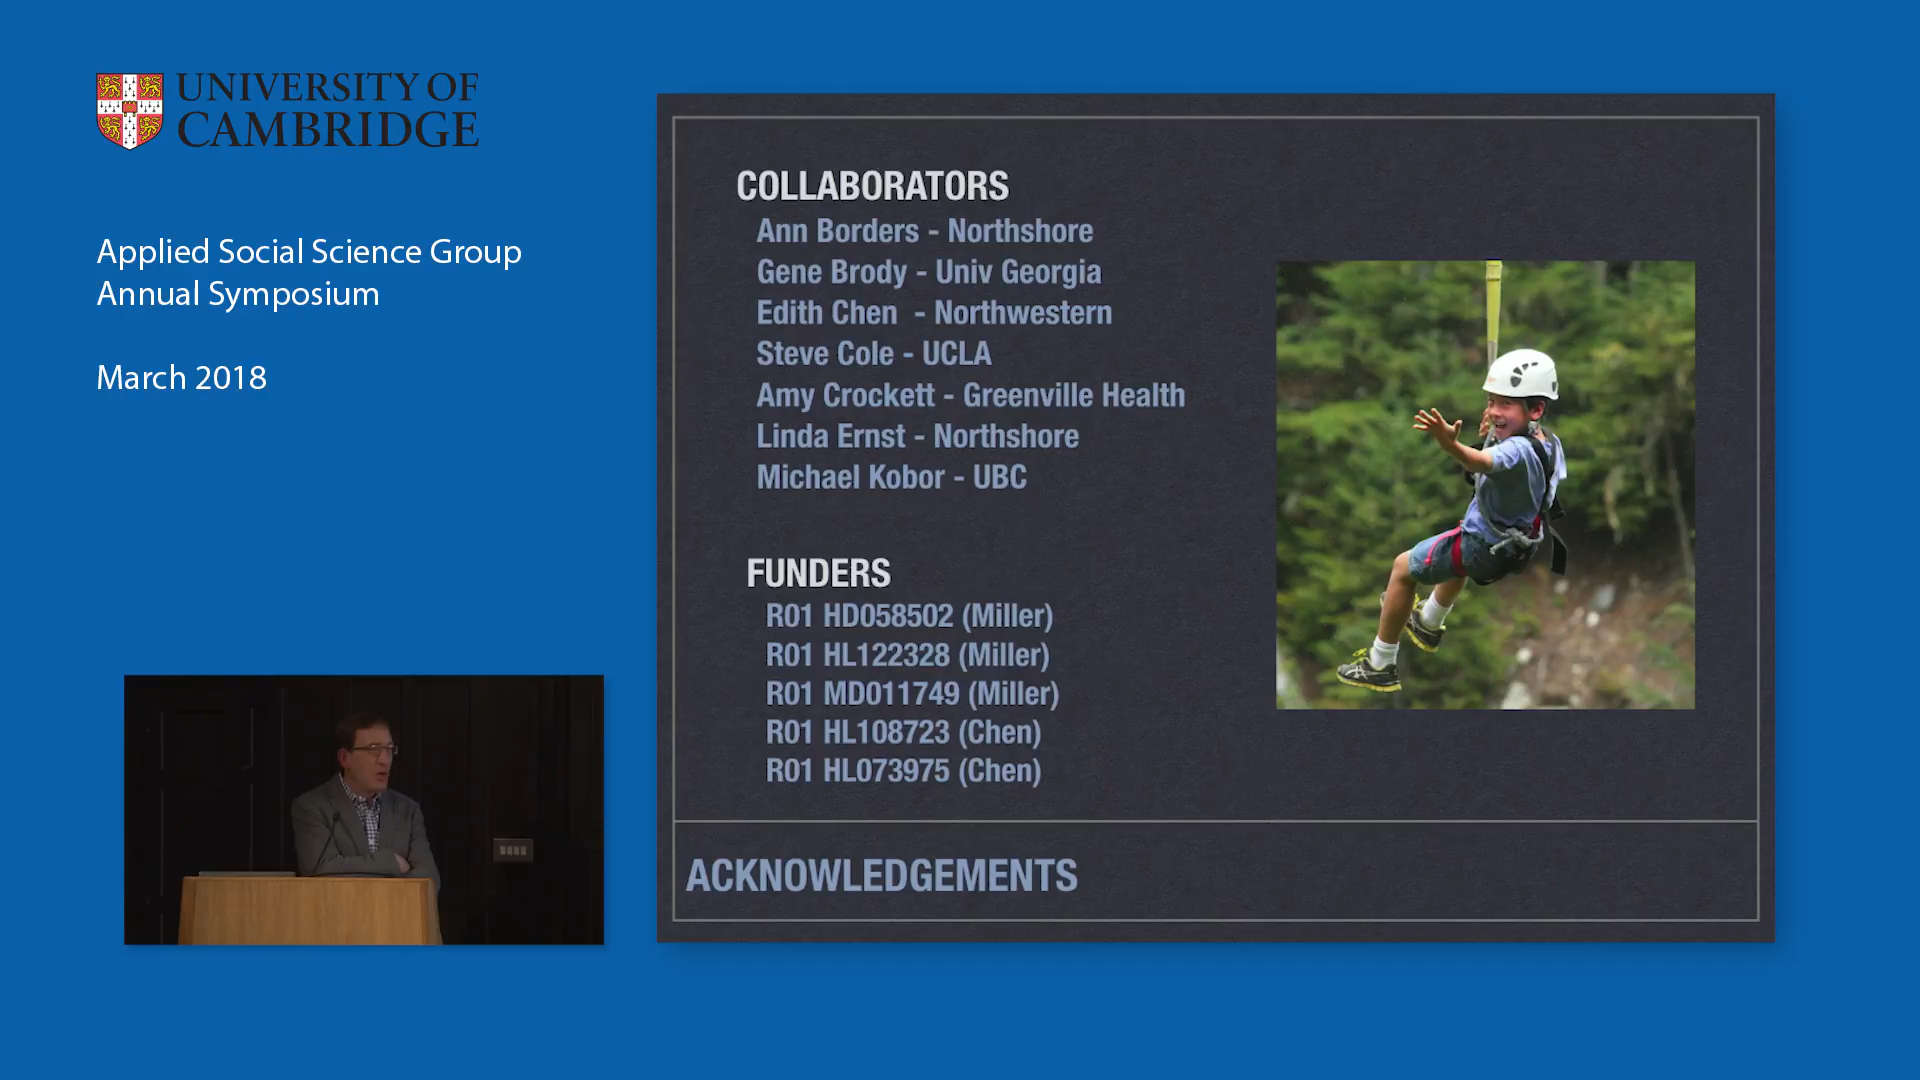 UNIVERSITY OF
CAMBRIDGE
Applied Social Science Group
Annual Symposium
March 2018
COLLABORATORS
Ann Borders - Northshore
Gene Brody - Univ Georgia
Edith Chen - Northwestern
Steve Cole - UCLA
Amy Crockett - Greenville Health
Linda Ernst - Northshore
Michael Kobor - UBC
FUNDERS
R01 HD058502 (Miller)
R01 HL122328 (Miller)
R01 MD011749 (Miller)
R01 HL108723 (Chen)
R01 HL073975 (Chen)
ACKNOWLEDGEMENTS